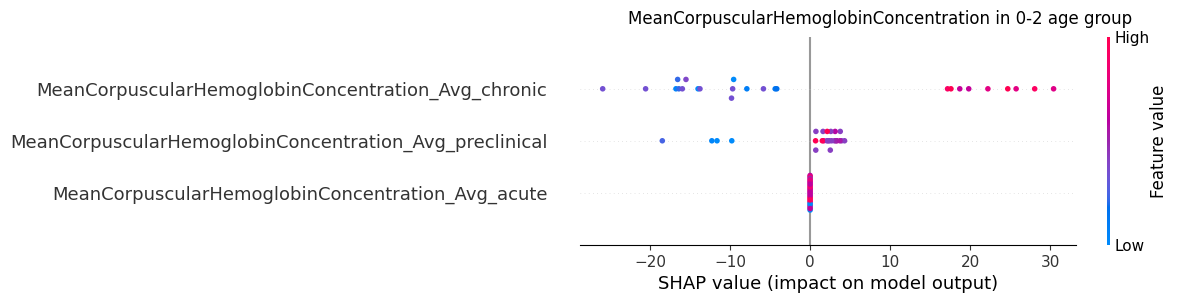 MeanCorpuscularHemoglobinConcentration in 0-2 age group
High
MeanCorpuscularHemoglobinConcentration_Avg_chronic
MeanCorpuscularHemoglobinConcentration_Avg_preclinical
MeanCorpuscularHemoglobinConcentration_Avg_acute
Feature value
Low
−20 −10 0 10 20 30
SHAP value (impact on model output)